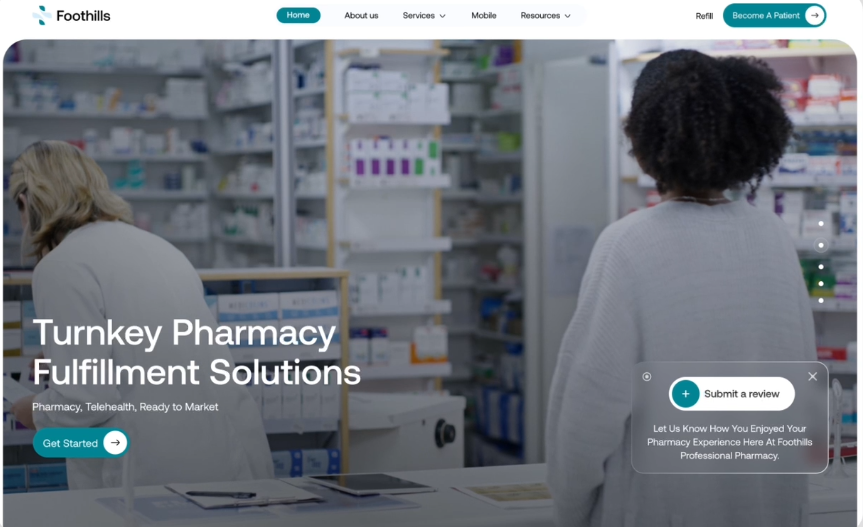 Foothills
Home
About us
Services
Mobile
Resources
Refill
Become A Patient
Turnkey Pharmacy
Fulfillment Solutions
Pharmacy, Telehealth, Ready to Market
Get Started
Submit a review
Let Us Know How You Enjoyed Your
Pharmacy Experience Here At Foothills
Professional Pharmacy.